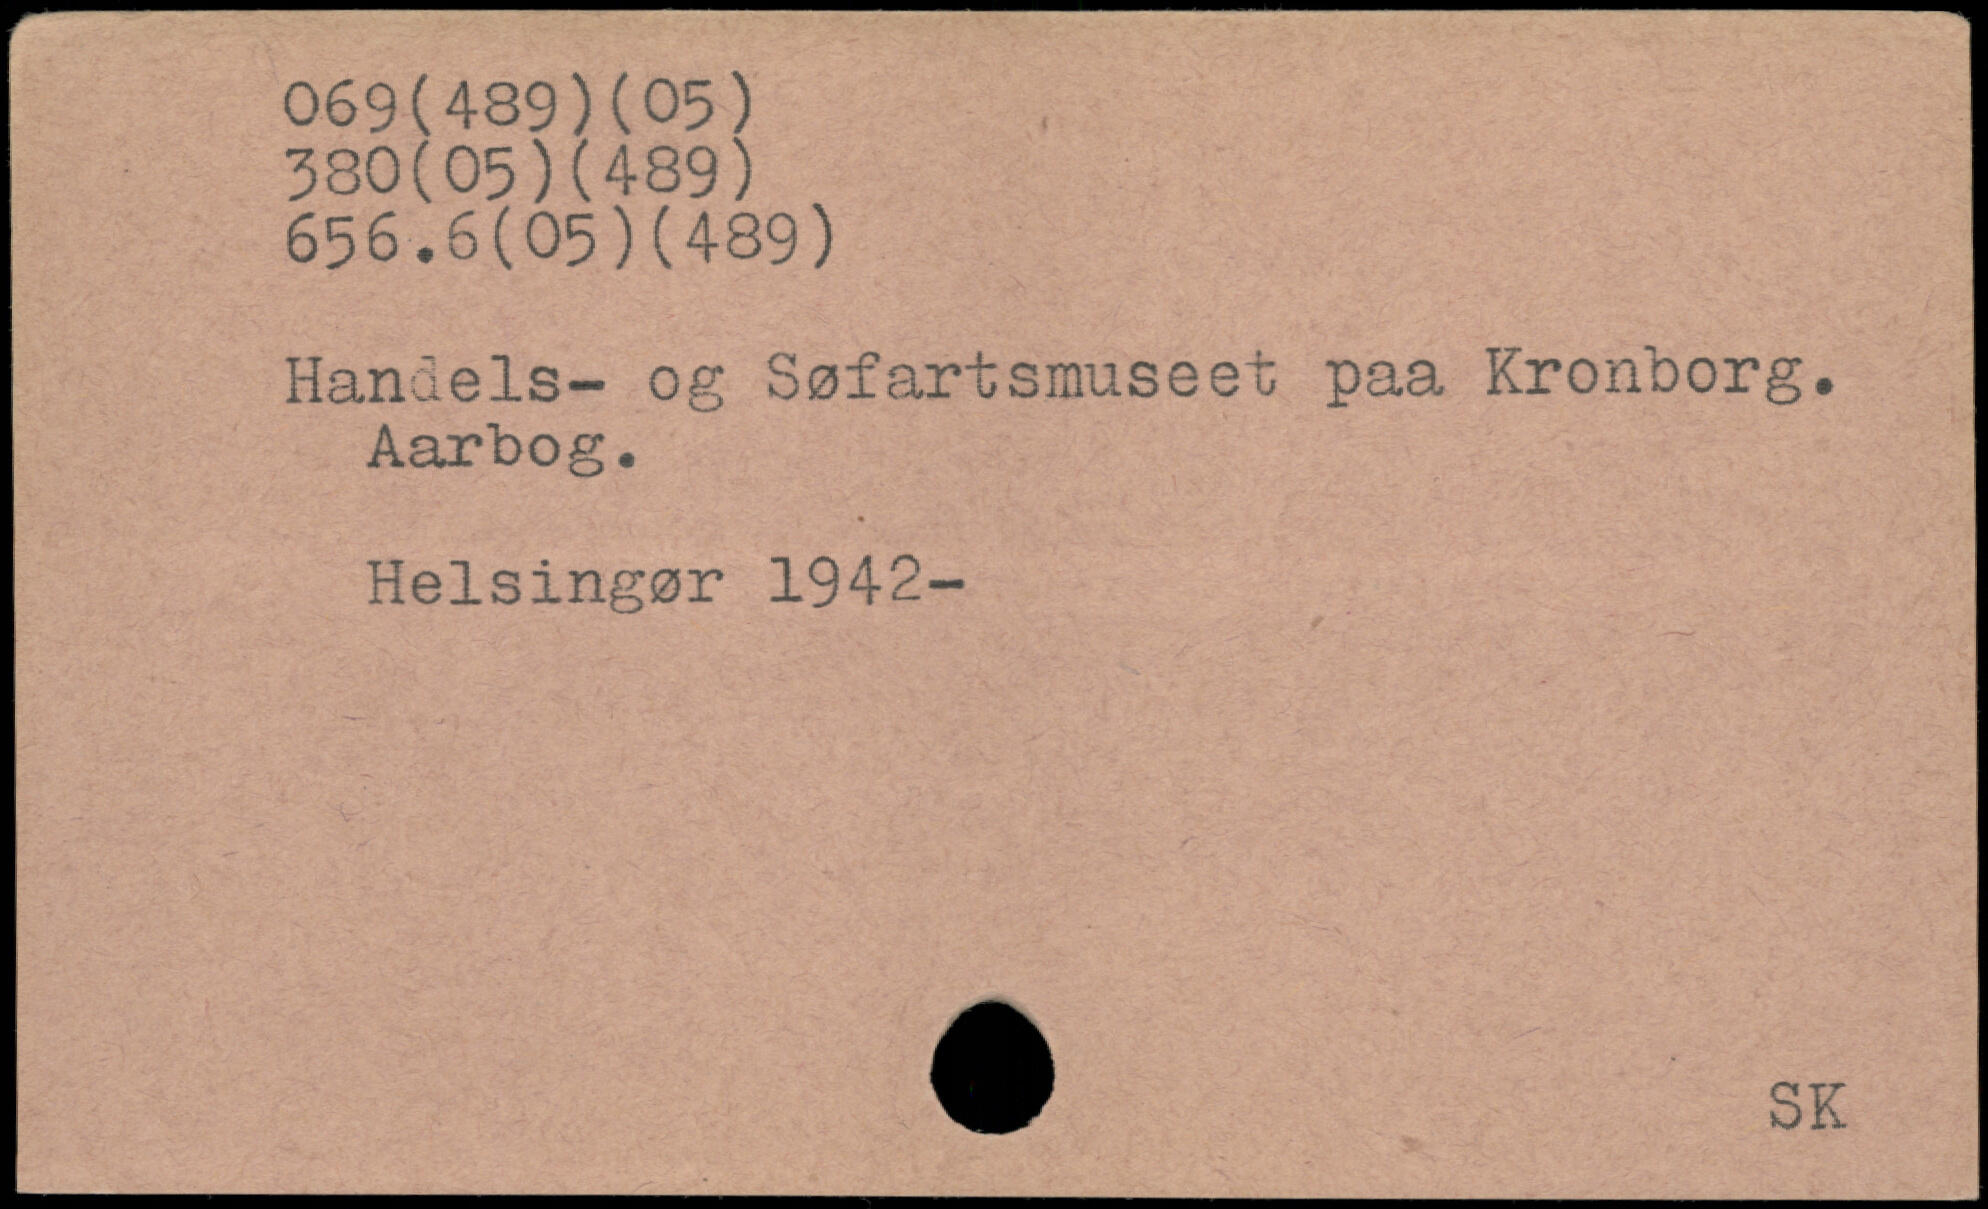 069(489)(05)
380(05)(489)
656.6(05)(489)
Handels- og Søfartsmuseet paa Kronborg.
Aarbog.
Helsingør 1942-
SK